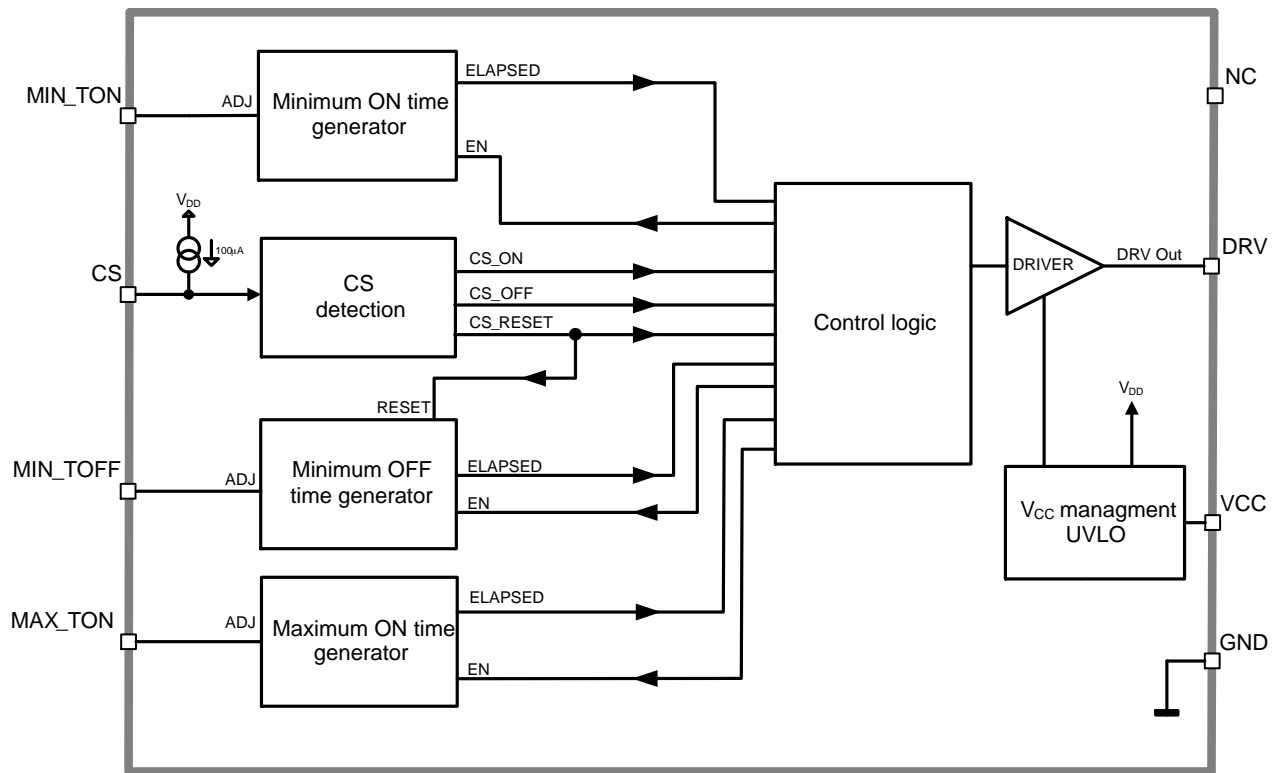 MIN_TON
ADJ
Minimum ON time
generator
ELAPSED
EN
NC
VDD
100µA
CS
CS
detection
CS_ON
CS_OFF
CS_RESET
Control logic
DRIVER
DRV Out
DRV
RESET
MIN_TOFF
ADJ
Minimum OFF
time generator
ELAPSED
EN
VDD
VCC managment
UVLO
VCC
MAX_TON
ADJ
Maximum ON time
generator
ELAPSED
EN
GND